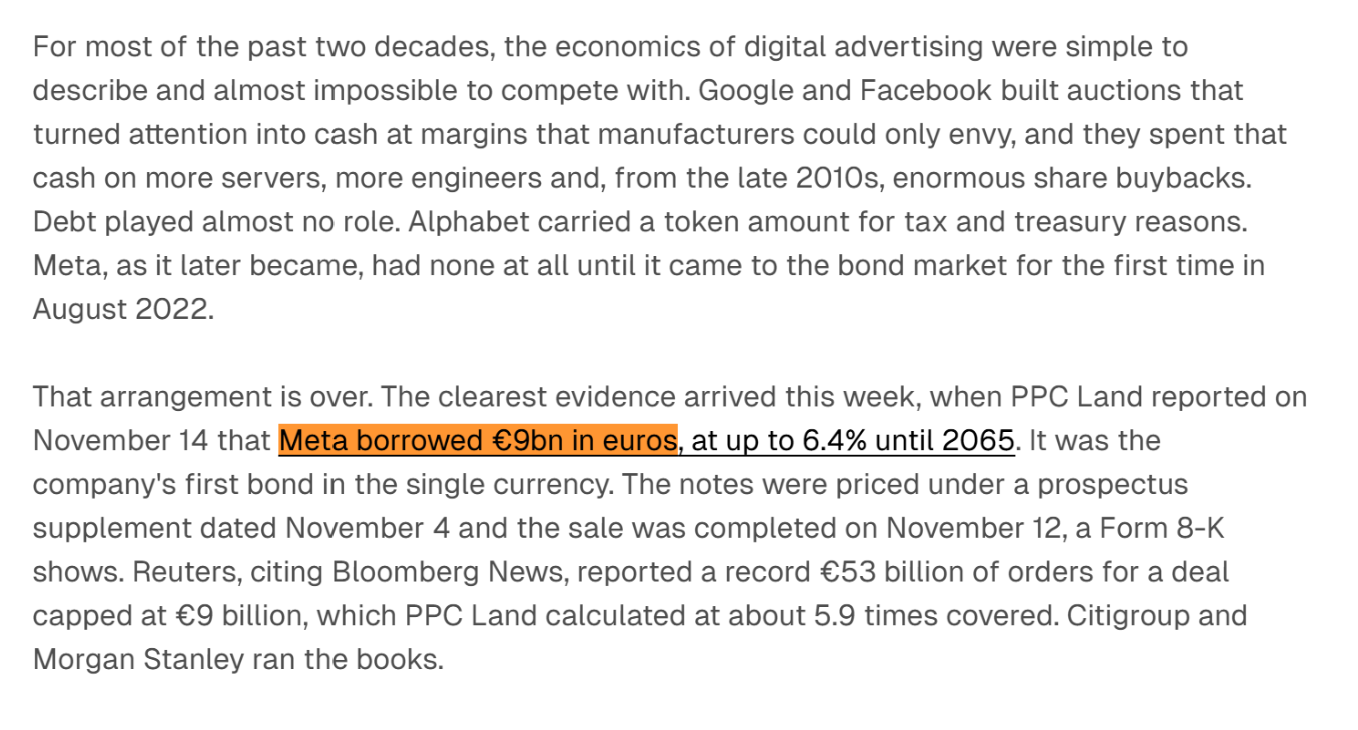 For most of the past two decades, the economics of digital advertising were simple to
describe and almost impossible to compete with. Google and Facebook built auctions that
turned attention into cash at margins that manufacturers could only envy, and they spent that
cash on more servers, more engineers and, from the late 2010s, enormous share buybacks.
Debt played almost no role. Alphabet carried a token amount for tax and treasury reasons.
Meta, as it later became, had none at all until it came to the bond market for the first time in
August 2022.
That arrangement is over. The clearest evidence arrived this week, when PPC Land reported on
November 14 that Meta borrowed €9bn in euros, at up to 6.4% until 2065. It was the
company's first bond in the single currency. The notes were priced under a prospectus
supplement dated November 4 and the sale was completed on November 12, a Form 8-K
shows. Reuters, citing Bloomberg News, reported a record €53 billion of orders for a deal
capped at €9 billion, which PPC Land calculated at about 5.9 times covered. Citigroup and
Morgan Stanley ran the books.